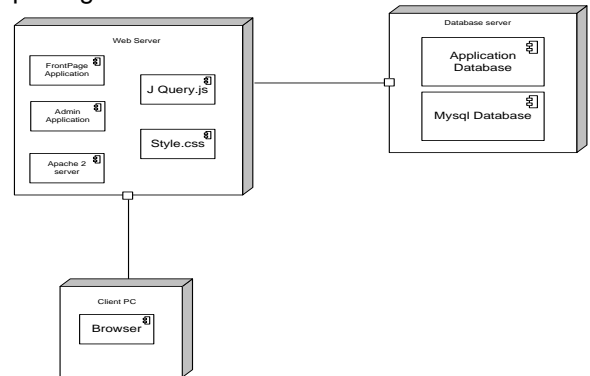 Web Server
FrontPage
Application
Admin
Application
Apache 2
server
J Query.js
Style.css
Database server
Application
Database
Mysql Database
Client PC
Browser